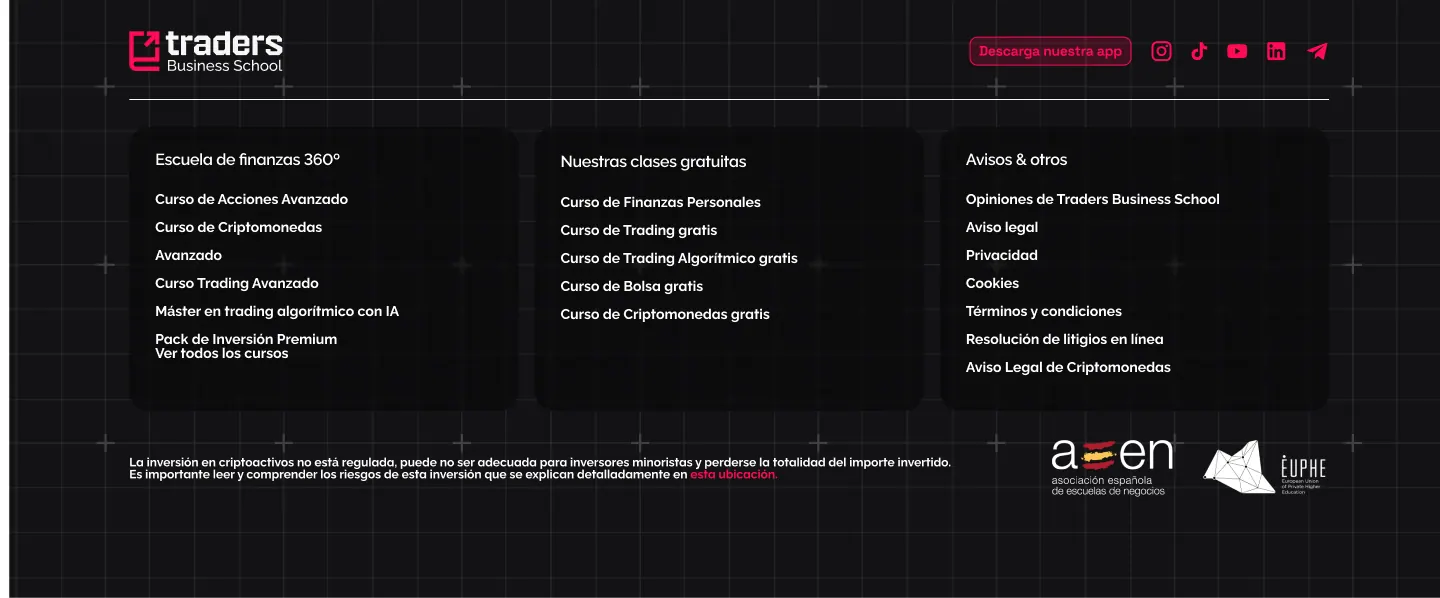 traders
Business School
Descarga nuestra app
Escuela de finanzas 360º
Curso de Acciones Avanzado
Curso de Criptomonedas
Avanzado
Curso Trading Avanzado
Máster en trading algorítmico con IA
Pack de Inversión Premium
Ver todos los cursos
Nuestras clases gratuitas
Curso de Finanzas Personales
Curso de Trading gratis
Curso de Trading Algorítmico gratis
Curso de Bolsa gratis
Curso de Criptomonedas gratis
Avisos & otros
Opiniones de Traders Business School
Aviso legal
Privacidad
Cookies
Términos y condiciones
Resolución de litigios en línea
Aviso Legal de Criptomonedas
La inversión en criptoactivos no está regulada, puede no ser adecuada para inversores minoristas y perderse la totalidad del importe invertido.
Es importante leer y comprender los riesgos de esta inversión que se explican detalladamente en esta ubicación.
aeen
asociación española
de escuelas de negocios
EUPHE
European Union
of Private Higher
Education